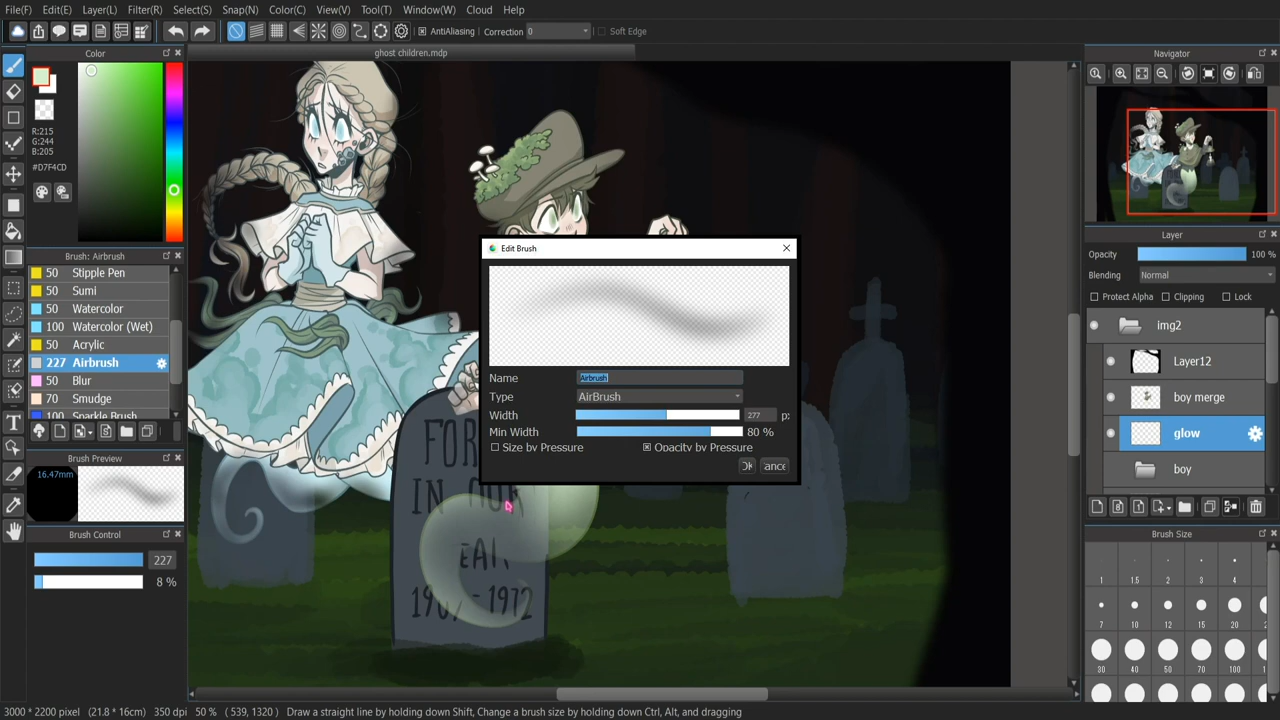 File(F) Edit(E) Layer(L) Filter(R) Select(S) Snap(N) Color(C) View(V) Tool(T) Window(W) Cloud Help
AntiAliasing Correction 0 Soft Edge
ghost children.mdp
Color
R:215
G:244
B:205
#D7F4CD
Brush: Airbrush
50 Stipple Pen
50 Sumi
50 Watercolor
100 Watercolor (Wet)
50 Acrylic
227 Airbrush
50 Blur
70 Smudge
100 Sparkle Brush
Brush Preview
16.47mm
Brush Control
227
8 %
Edit Brush
Name Airbrush
Type AirBrush
Width 277
Min Width 80 %
Size by Pressure Opacity by Pressure
ance
IN OUR
1972
Navigator
Layer
Opacity 100 %
Blending Normal
Protect Alpha Clipping Lock
img2
Layer12
boy merge
glow
boy
Brush Size
1 1.5 2 3 4
7 10 12 15 20
30 40 50 70 100
3000 * 2200 pixel (21.8 * 16cm) 350 dpi 50 % ( 539, 1320 ) Draw a straight line by holding down Shift, Change a brush size by holding down Ctrl, Alt, and dragging